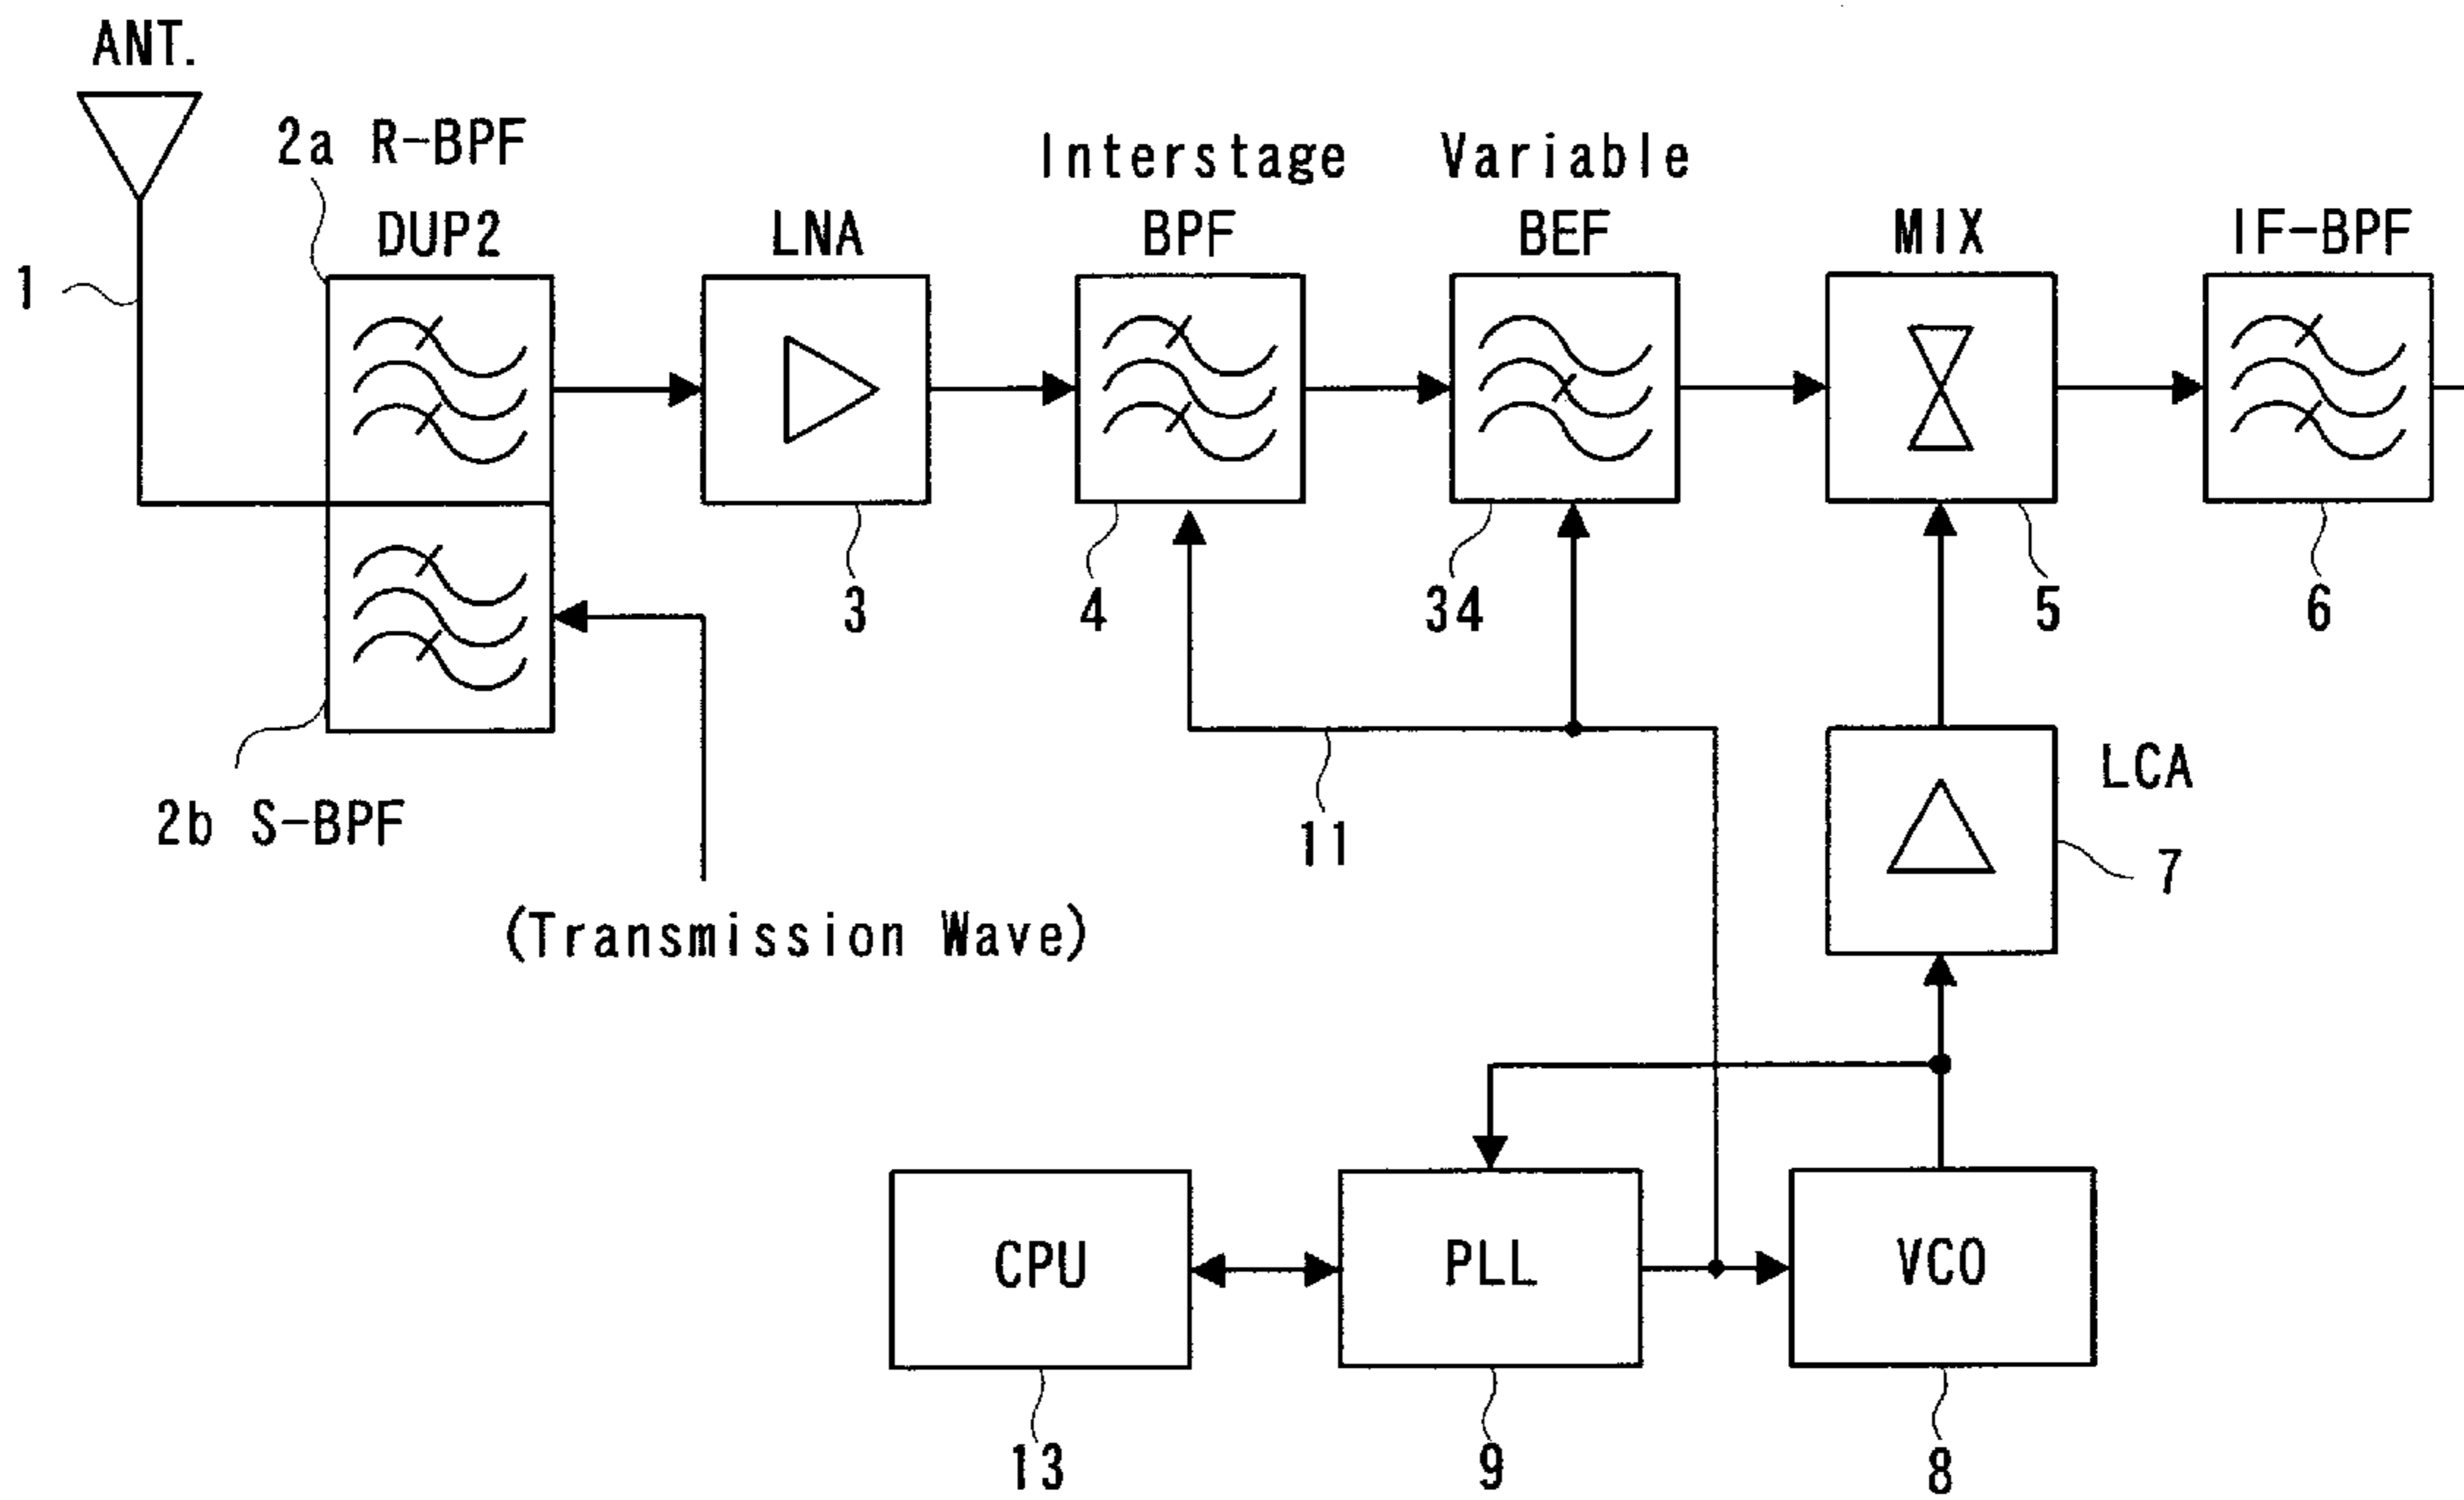 ANT.
1
2a R-BPF
DUP2
LNA
Interstage
BPF
Variable
BEF
MIX
IF-BPF
3
4
34
5
6
2b S-BPF
11
LCA
7
(Transmission Wave)
CPU
PLL
VCO
13
9
8